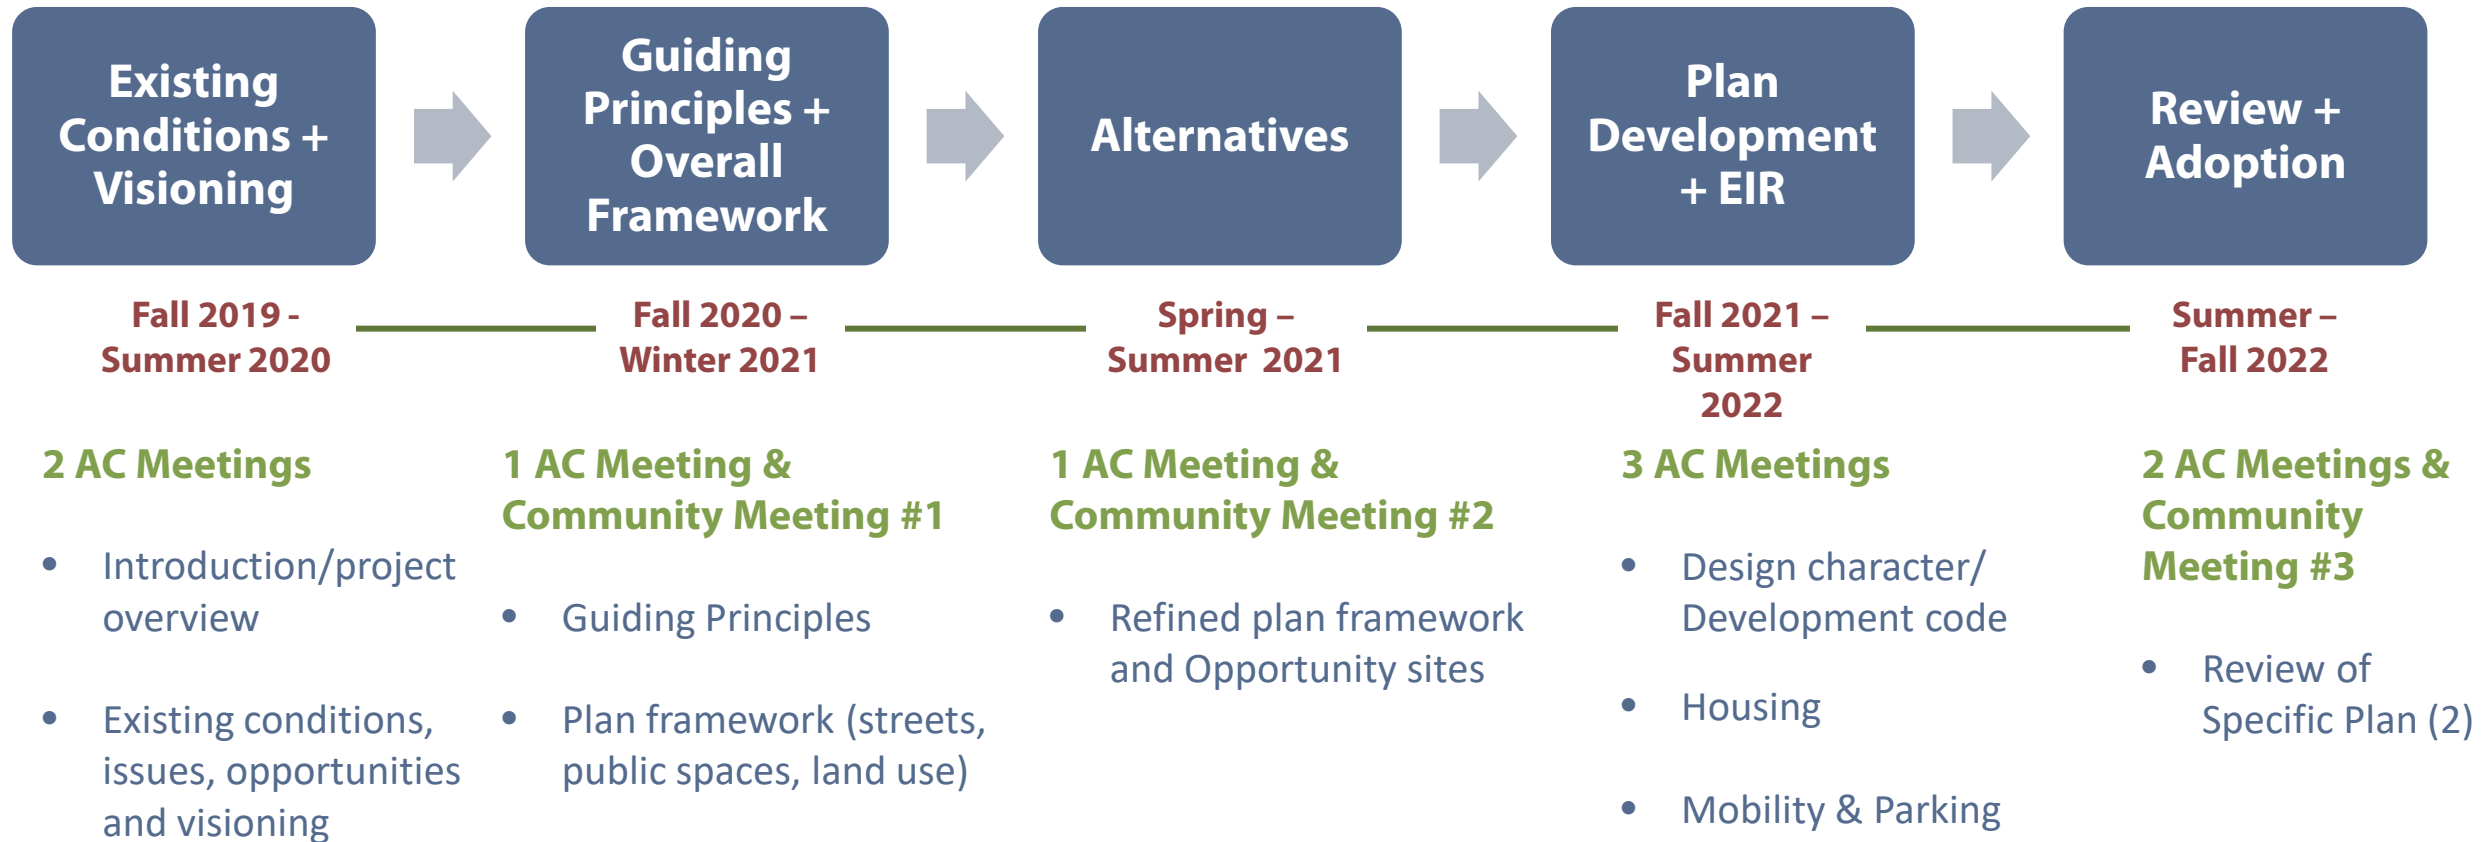 Existing
Conditions +
Visioning
Guiding
Principles +
Overall
Framework
Alternatives
Plan
Development
+ EIR
Review +
Adoption
Fall 2019 -
Summer 2020
Fall 2020 –
Winter 2021
Spring –
Summer 2021
Fall 2021 –
Summer
2022
Summer –
Fall 2022
2 AC Meetings
• Introduction/project
overview
• Existing conditions,
issues, opportunities
and visioning
1 AC Meeting &
Community Meeting #1
• Guiding Principles
• Plan framework (streets,
public spaces, land use)
1 AC Meeting &
Community Meeting #2
• Refined plan framework
and Opportunity sites
3 AC Meetings
• Design character/
Development code
• Housing
• Mobility & Parking
2 AC Meetings &
Community
Meeting #3
• Review of
Specific Plan (2)